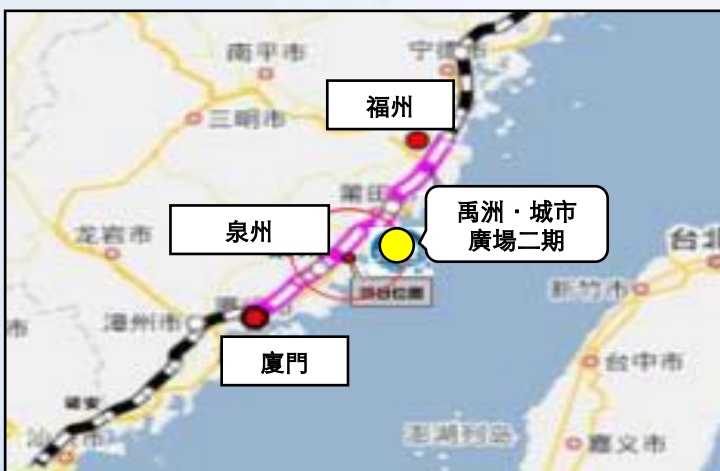 南平市
宁德市
福州
三明市
莆田
禹洲‧城市
廣場二期
泉州
龙岩市
台北
新竹市
漳州市
廈門
台中市
澎湖列岛
嘉义市